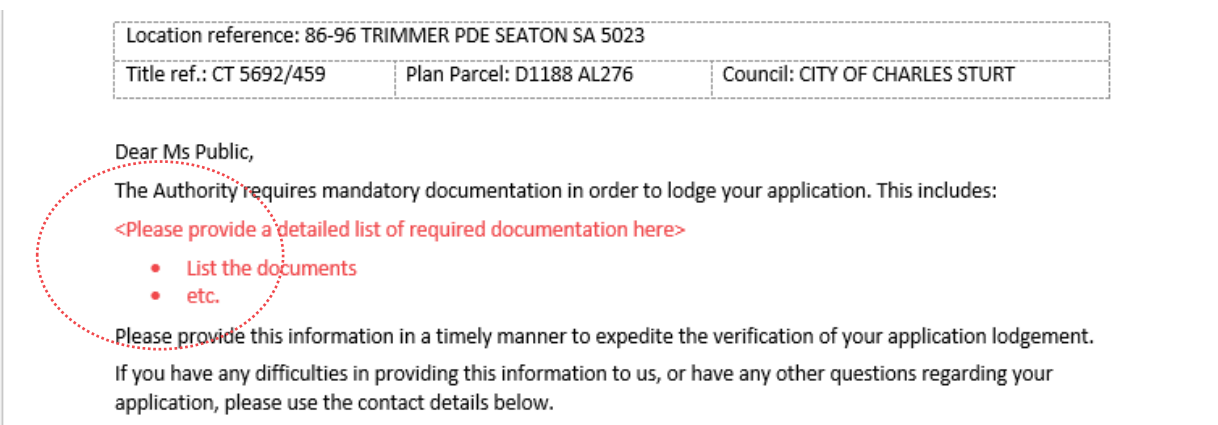 Location reference: 86-96 TRIMMER PDE SEATON SA 5023
Title ref.: CT 5692/459 Plan Parcel: D1188 AL276 Council: CITY OF CHARLES STURT
Dear Ms Public,
The Authority requires mandatory documentation in order to lodge your application. This includes:
<Please provide a detailed list of required documentation here>
• List the documents
• etc.
Please provide this information in a timely manner to expedite the verification of your application lodgement.
If you have any difficulties in providing this information to us, or have any other questions regarding your
application, please use the contact details below.